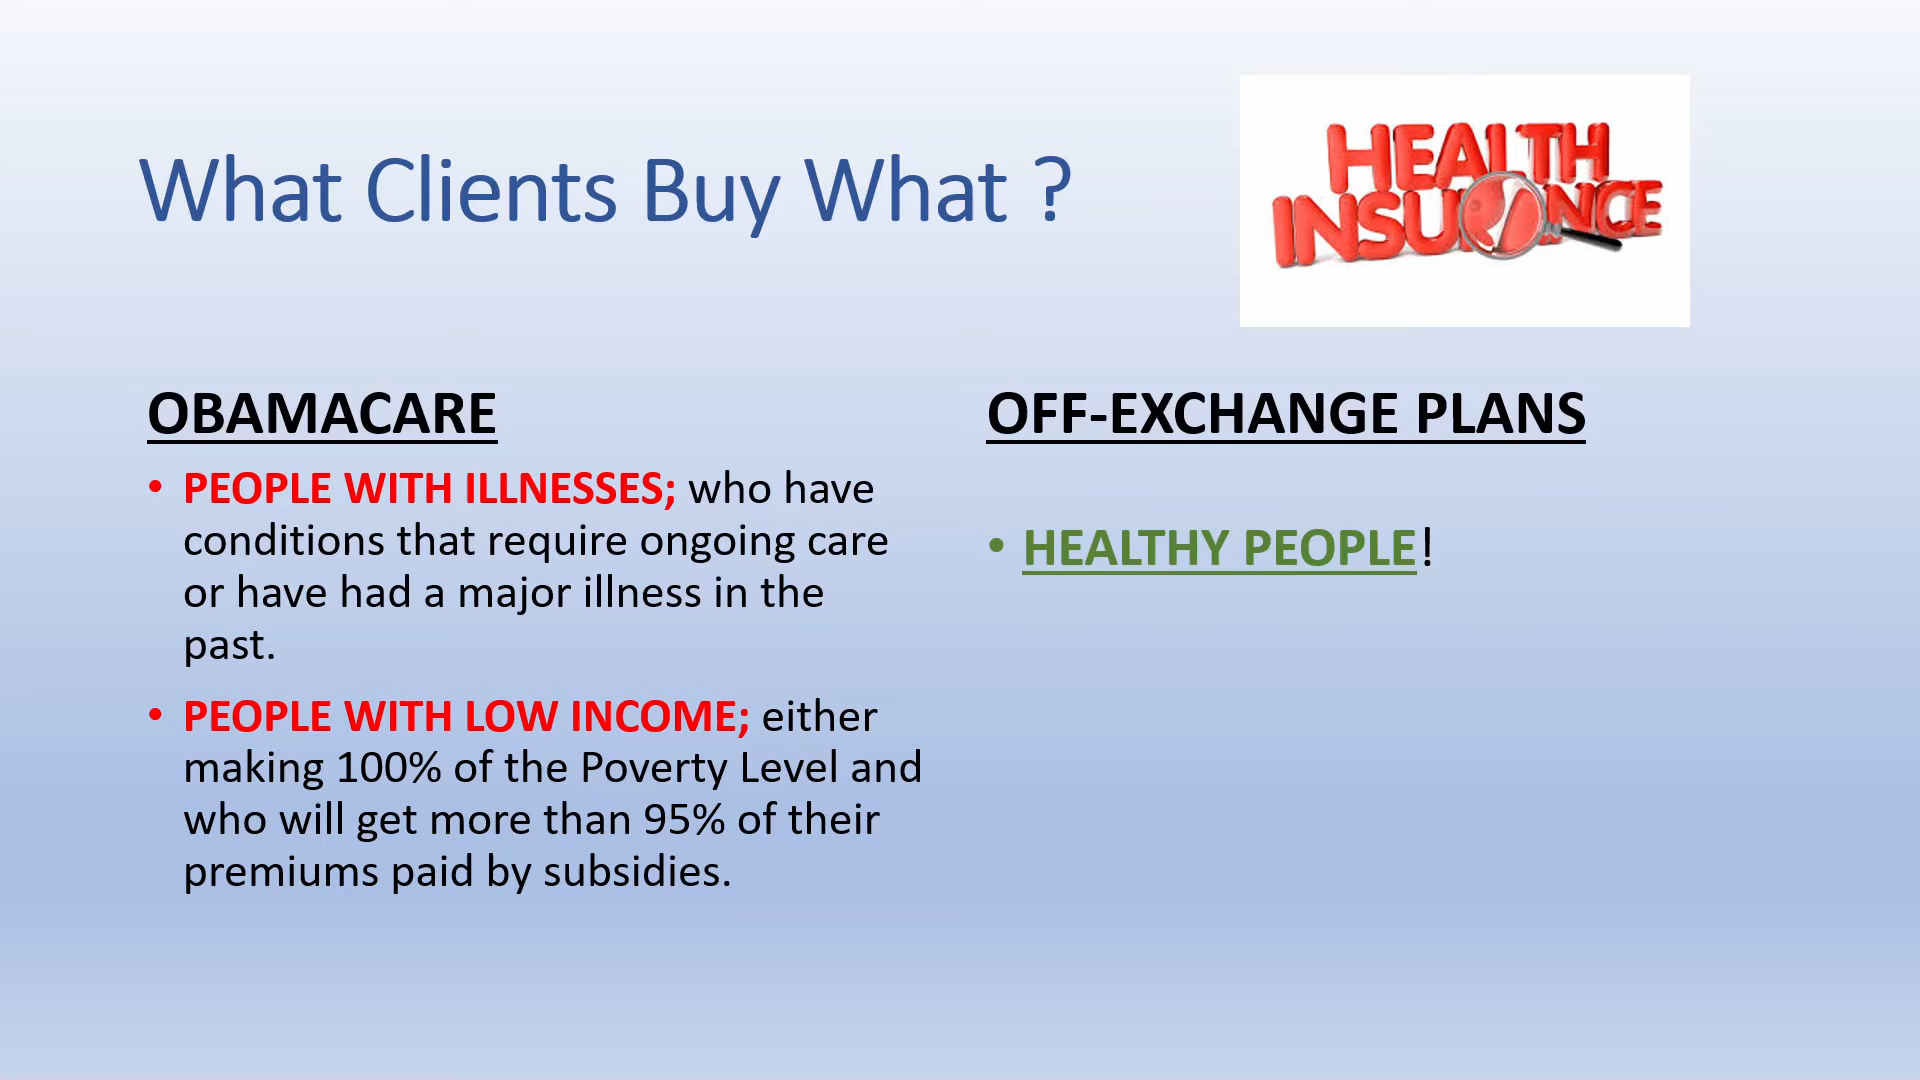 What Clients Buy What ?
HEALTH
INSURANCE
OBAMACARE
• PEOPLE WITH ILLNESSES; who have
conditions that require ongoing care
or have had a major illness in the
past.
• PEOPLE WITH LOW INCOME; either
making 100% of the Poverty Level and
who will get more than 95% of their
premiums paid by subsidies.
OFF-EXCHANGE PLANS
• HEALTHY PEOPLE!